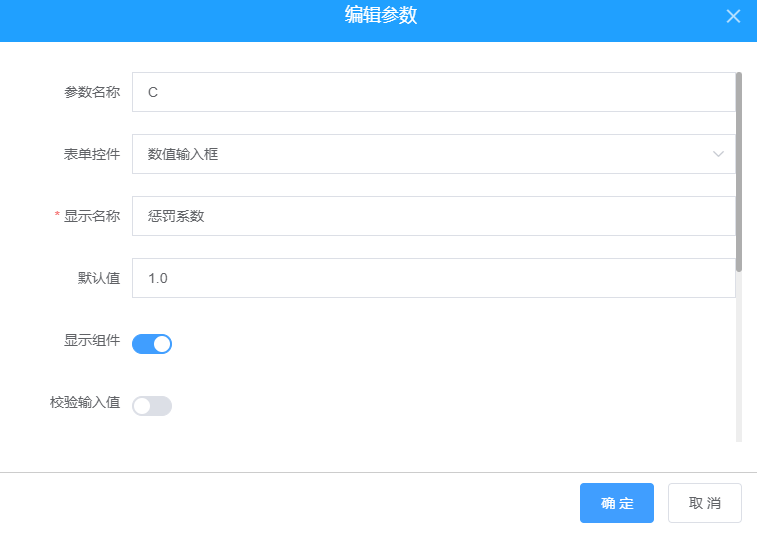 编辑参数
参数名称 C
表单控件 数值输入框
* 显示名称 惩罚系数
默认值 1.0
显示组件
校验输入值
确 定 取 消